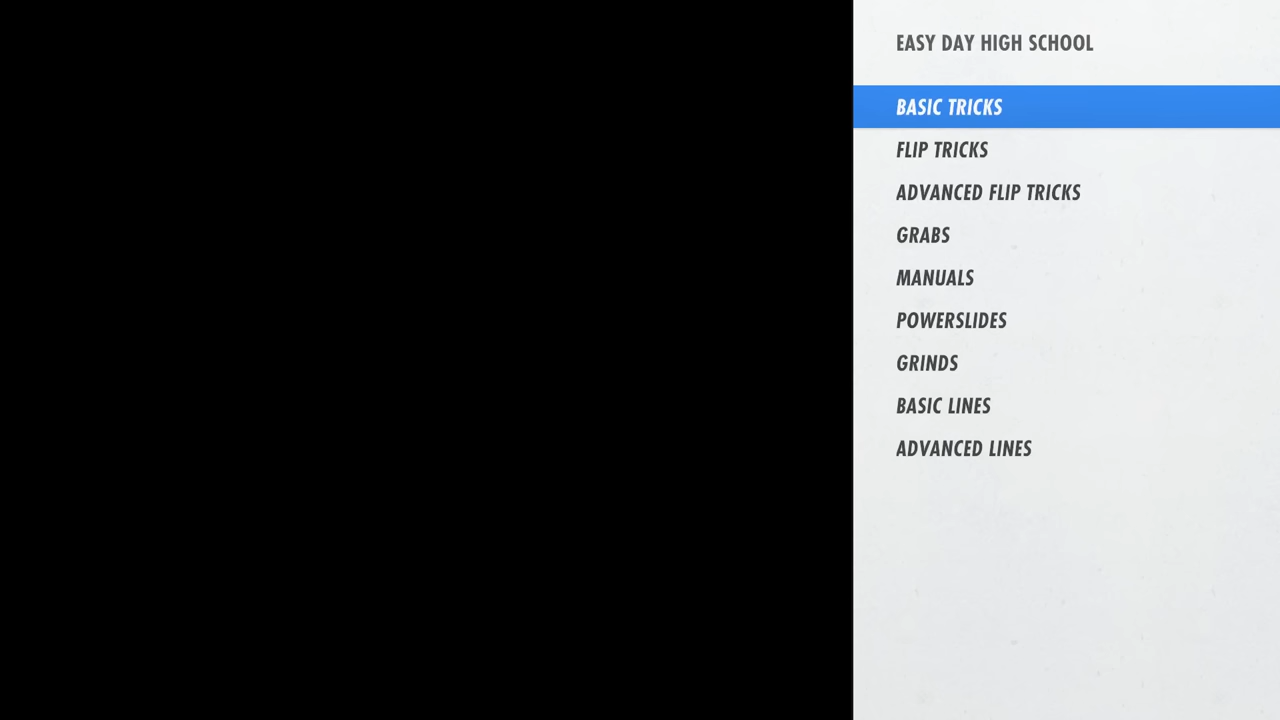 EASY DAY HIGH SCHOOL
BASIC TRICKS
FLIP TRICKS
ADVANCED FLIP TRICKS
GRABS
MANUALS
POWERSLIDES
GRINDS
BASIC LINES
ADVANCED LINES